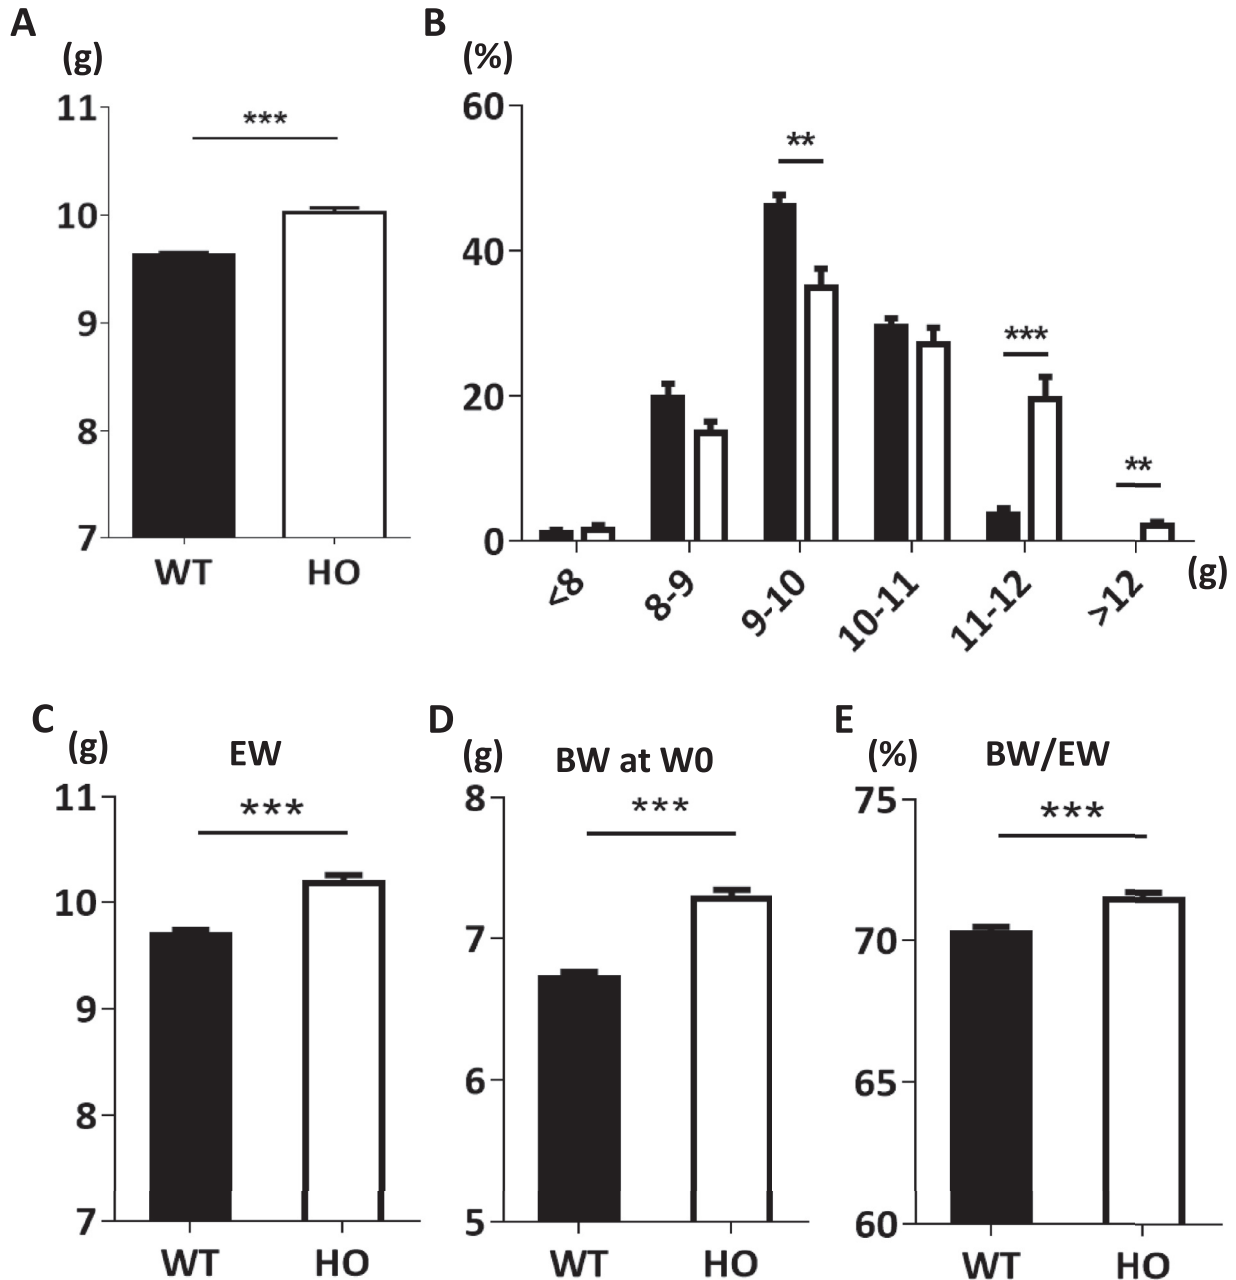 A
(g)
11
10
9
8
7
***
WT
HO
B
(%)
60
40
20
0
**
***
**
<8
8-9
9-10
10-11
11-12
>12
(g)
C
(g)
EW
11
10
9
8
7
***
WT
HO
D
(g)
BW at W0
8
7
6
5
***
WT
HO
E
(%)
BW/EW
75
70
65
60
***
WT
HO